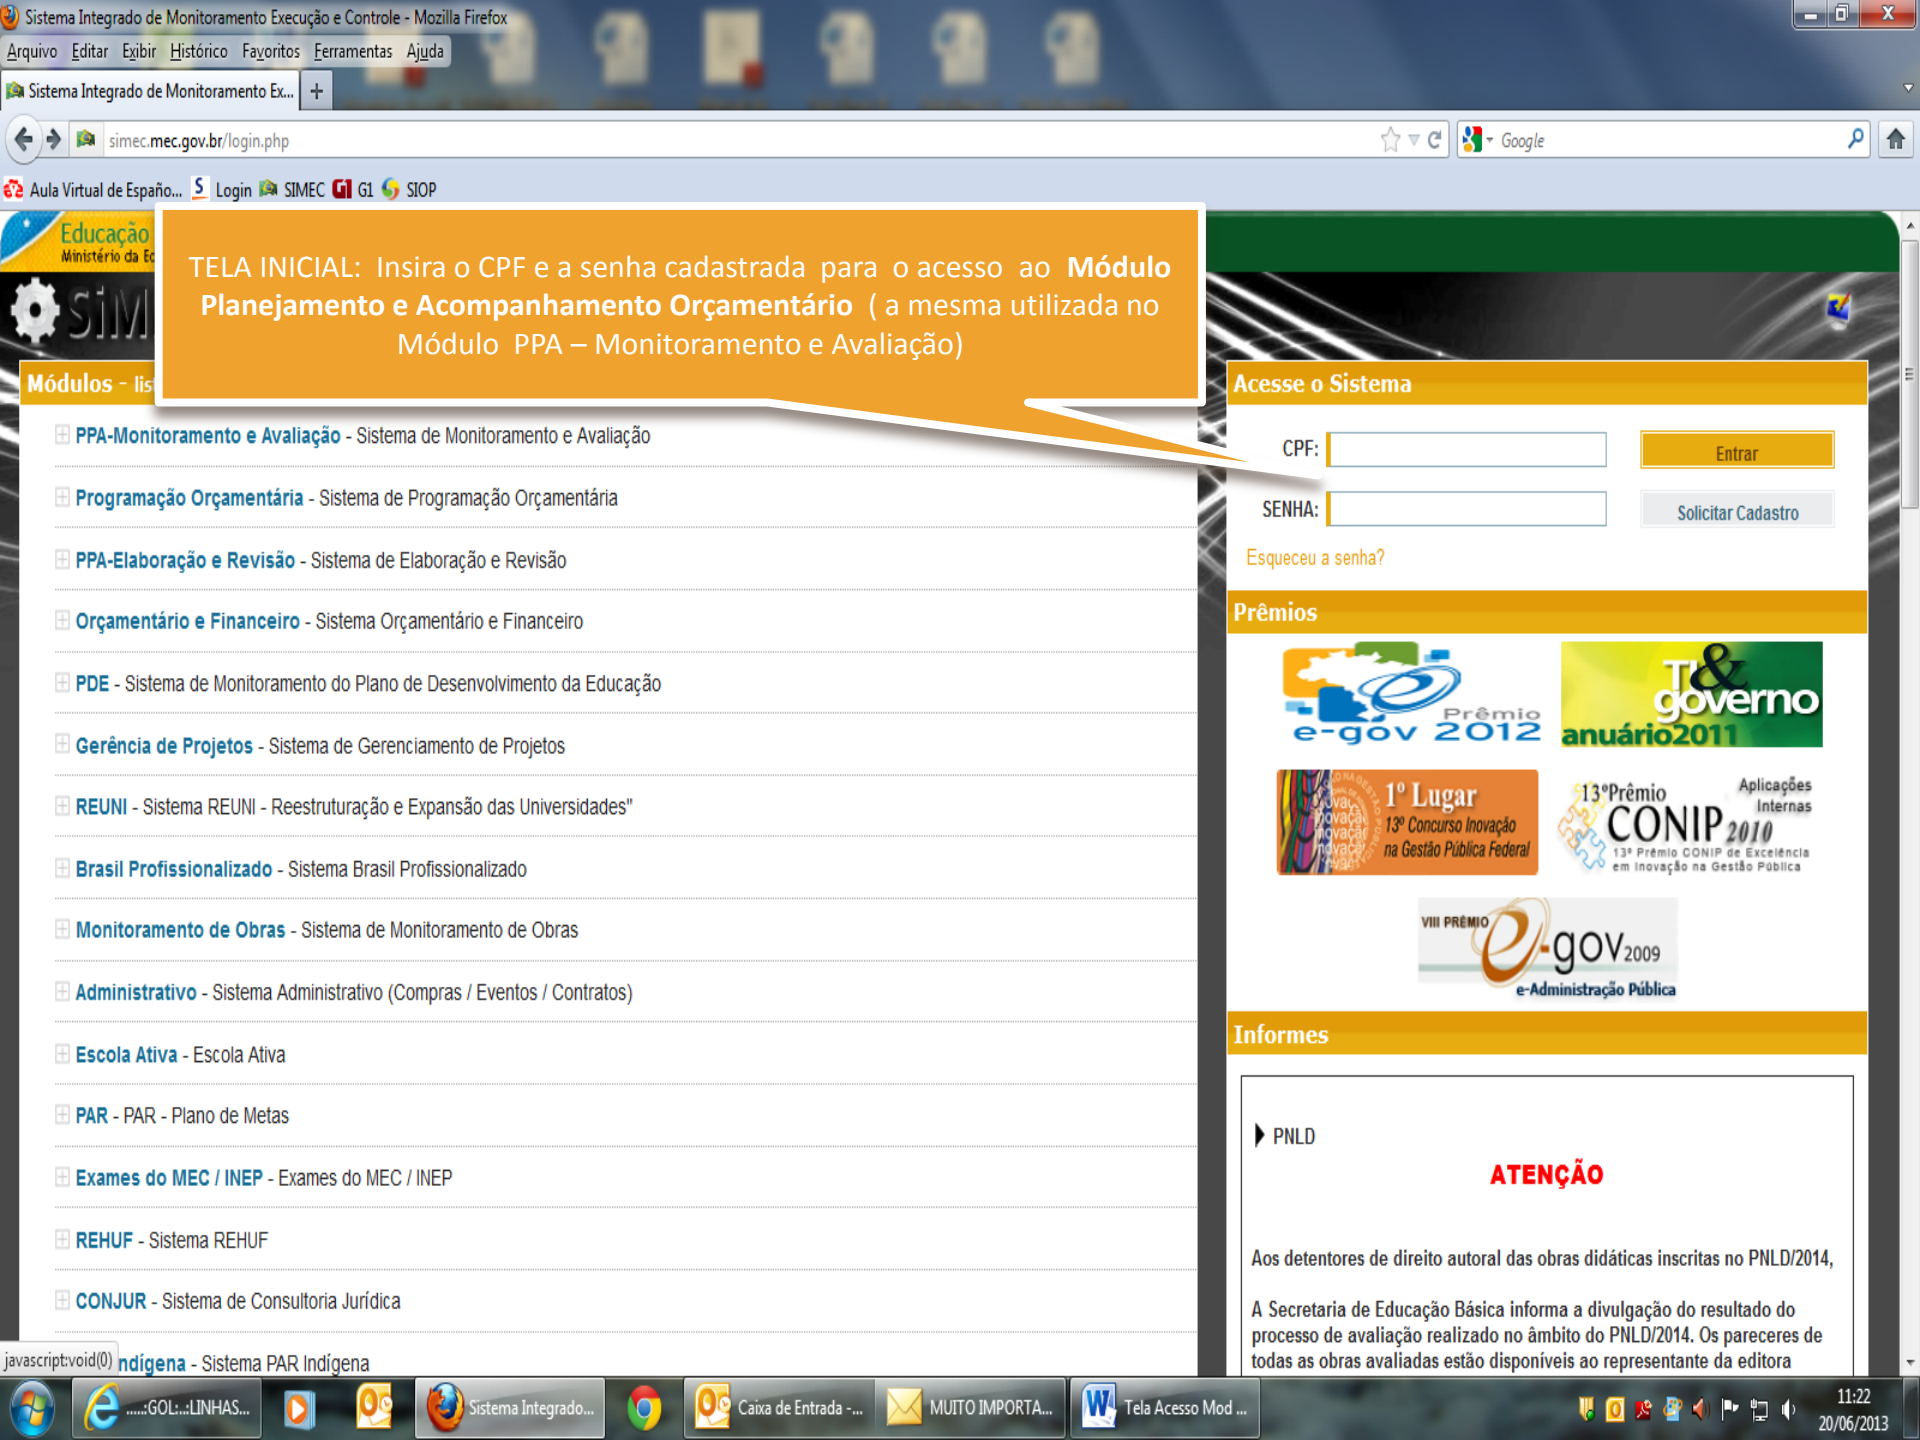 Sistema Integrado de Monitoramento Execução e Controle - Mozilla Firefox
Arquivo Editar Exibir Histórico Favoritos Ferramentas Ajuda
Sistema Integrado de Monitoramento Ex...
simec.mec.gov.br/login.php
Google
Aula Virtual de Españo... Login SIMEC G1 G1 SIOP
Educação
Ministério da Ed
SiM
TELA INICIAL: Insira o CPF e a senha cadastrada para o acesso ao Módulo
Planejamento e Acompanhamento Orçamentário ( a mesma utilizada no
Módulo PPA – Monitoramento e Avaliação)
Módulos - lis
PPA-Monitoramento e Avaliação - Sistema de Monitoramento e Avaliação
Programação Orçamentária - Sistema de Programação Orçamentária
PPA-Elaboração e Revisão - Sistema de Elaboração e Revisão
Orçamentário e Financeiro - Sistema Orçamentário e Financeiro
PDE - Sistema de Monitoramento do Plano de Desenvolvimento da Educação
Gerência de Projetos - Sistema de Gerenciamento de Projetos
REUNI - Sistema REUNI - Reestruturação e Expansão das Universidades"
Brasil Profissionalizado - Sistema Brasil Profissionalizado
Monitoramento de Obras - Sistema de Monitoramento de Obras
Administrativo - Sistema Administrativo (Compras / Eventos / Contratos)
Escola Ativa - Escola Ativa
PAR - PAR - Plano de Metas
Exames do MEC / INEP - Exames do MEC / INEP
REHUF - Sistema REHUF
CONJUR - Sistema de Consultoria Jurídica
ndígena - Sistema PAR Indígena
javascript:void(0)
Acesse o Sistema
CPF:
Entrar
SENHA:
Solicitar Cadastro
Esqueceu a senha?
Prêmios
Prêmio
e-gov 2012
TI&
governo
anuário2011
1º Lugar
13º Concurso Inovação
na Gestão Pública Federal
13ºPrêmio
Aplicações
Internas
CONIP 2010
13º Prêmio CONIP de Excelência
em Inovação na Gestão Pública
VIII PRÊMIO
e-gov 2009
e-Administração Pública
Informes
PNLD
ATENÇÃO
Aos detentores de direito autoral das obras didáticas inscritas no PNLD/2014,
A Secretaria de Educação Básica informa a divulgação do resultado do
processo de avaliação realizado no âmbito do PNLD/2014. Os pareceres de
todas as obras avaliadas estão disponíveis ao representante da editora
.....:GOL:..:LINHAS...
Sistema Integrado...
Caixa de Entrada -...
MUITO IMPORTA...
Tela Acesso Mod ...
11:22
20/06/2013